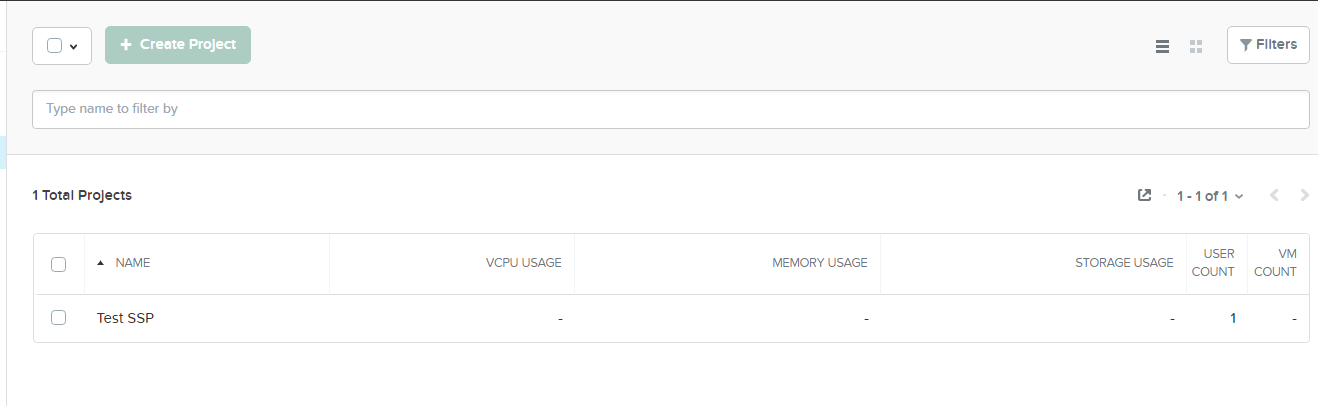 + Create Project
Filters
Type name to filter by
1 Total Projects
1 - 1 of 1
NAME VCPU USAGE MEMORY USAGE STORAGE USAGE USER COUNT VM COUNT
Test SSP - - - 1 -